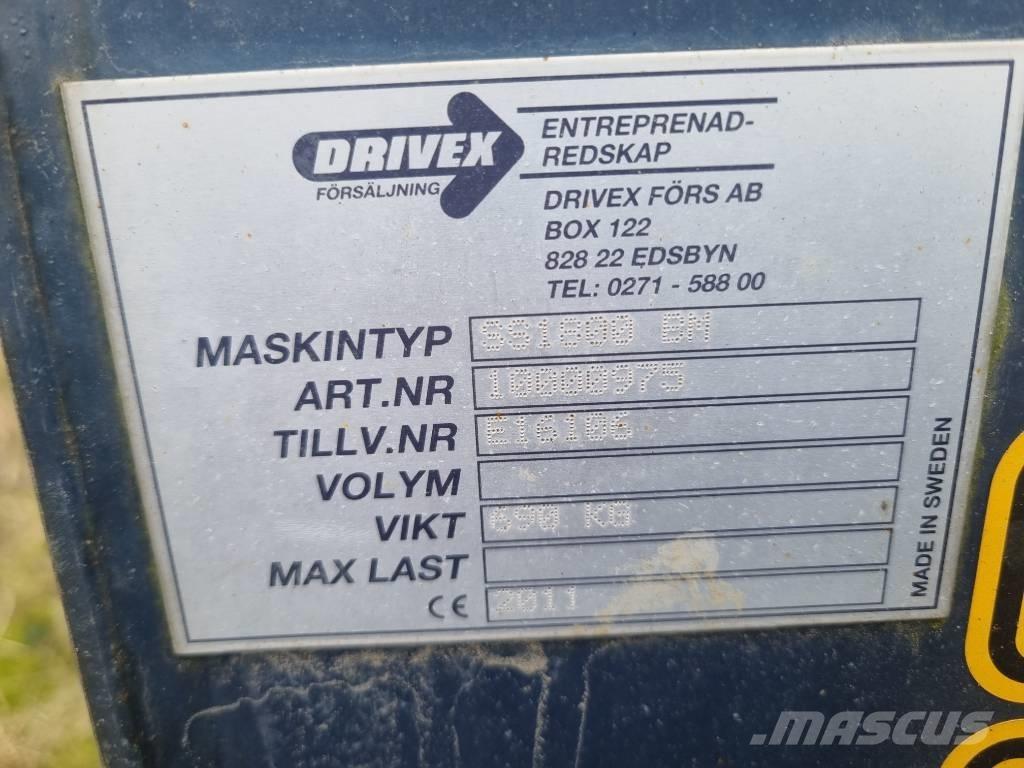 DRIVEX
FÖRSÄLJNING
ENTREPRENAD-
REDSKAP
DRIVEX FÖRS AB
BOX 122
828 22 EDSBYN
TEL: 0271 - 588 00
MASKINTYP SS1800 BM
ART.NR 10000975
TILLV.NR E16106
VOLYM
VIKT 690 KG
MAX LAST
CE 2011
MADE IN SWEDEN
MASCUS